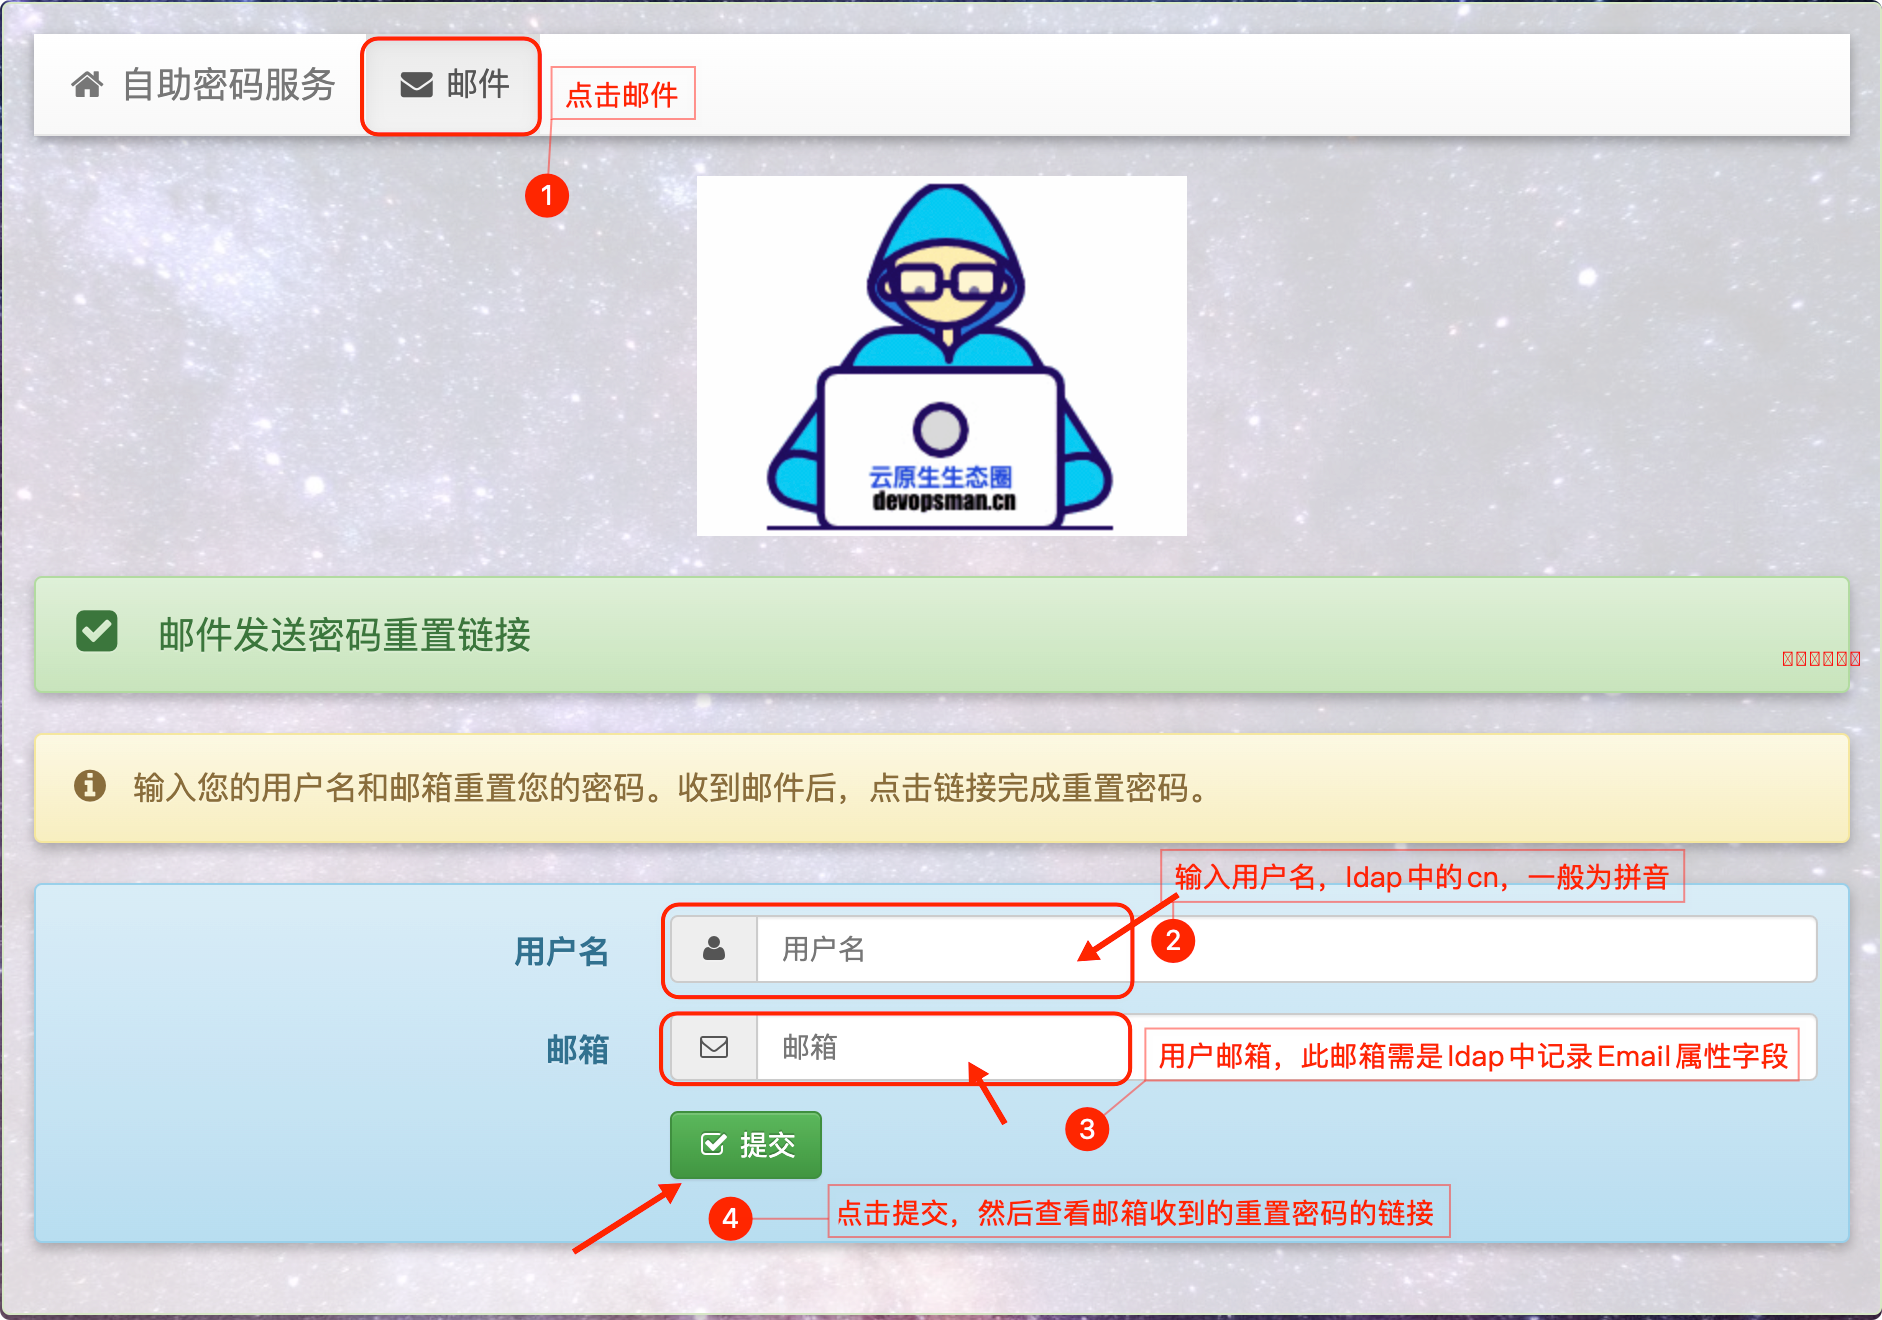 自助密码服务
邮件
点击邮件
1
云原生生态圈
devopsman.cn
邮件发送密码重置链接
输入您的用户名和邮箱重置您的密码。收到邮件后，点击链接完成重置密码。
输入用户名，ldap中的cn，一般为拼音
用户名
用户名
2
邮箱
邮箱
用户邮箱，此邮箱需是ldap中记录Email属性字段
3
提交
4
点击提交，然后查看邮箱收到的重置密码的链接